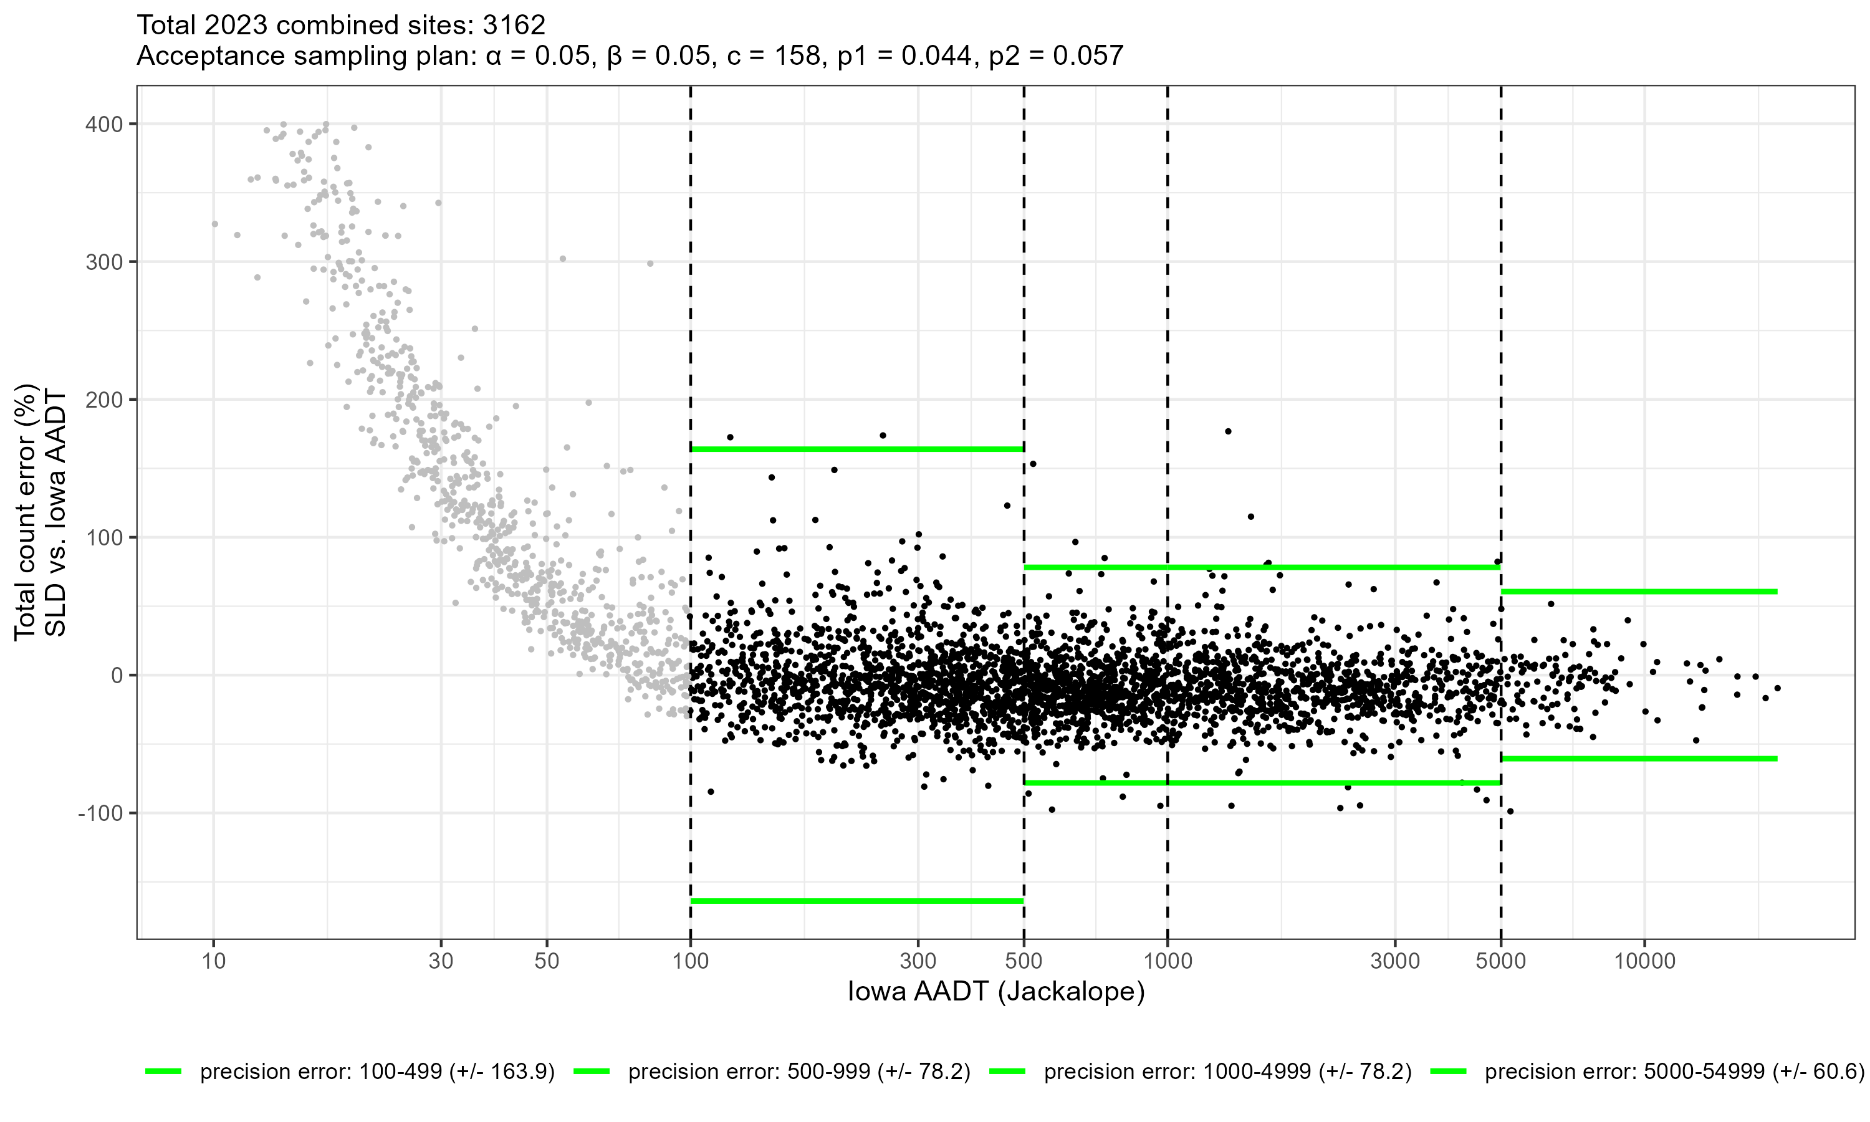 Total 2023 combined sites: 3162
Acceptance sampling plan: α = 0.05, β = 0.05, c = 158, p1 = 0.044, p2 = 0.057
Total count error (%)
SLD vs. Iowa AADT
400
300
200
100
0
-100
10 30 50 100 300 500 1000 3000 5000 10000
Iowa AADT (Jackalope)
precision error: 100-499 (+/- 163.9) precision error: 500-999 (+/- 78.2) precision error: 1000-4999 (+/- 78.2) precision error: 5000-54999 (+/- 60.6)